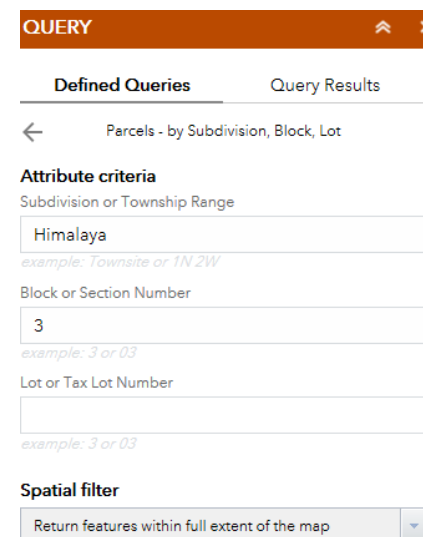 QUERY
Defined Queries Query Results
Parcels - by Subdivision, Block, Lot
Attribute criteria
Subdivision or Township Range
Himalaya
example: Townsite or 1N 2W
Block or Section Number
3
example: 3 or 03
Lot or Tax Lot Number
example: 3 or 03
Spatial filter
Return features within full extent of the map